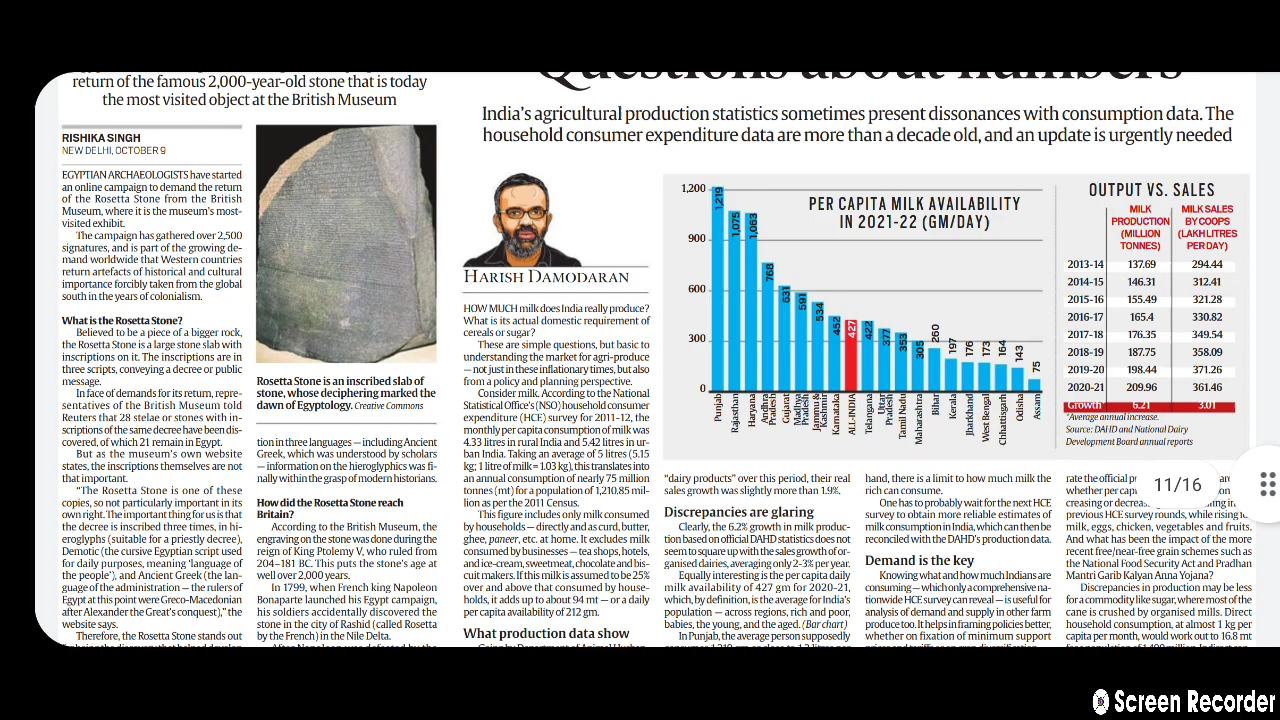 return of the famous 2,000-year-old stone that is today
the most visited object at the British Museum
RISHIKA SINGH
NEW DELHI, OCTOBER 9
EGYPTIAN ARCHAEOLOGISTS have started
an online campaign to demand the return
of the Rosetta Stone from the British
Museum, where it is the museum's most-
visited exhibit.
The campaign has gathered over 2,500
signatures, and is part of the growing de-
mand worldwide that Western countries
return artefacts of historical and cultural
importance forcibly taken from the global
south in the years of colonialism.
What is the Rosetta Stone?
Believed to be a piece of a bigger rock,
the Rosetta Stone is a large stone slab with
inscriptions on it. The inscriptions are in
three scripts, conveying a decree or public
message.
In face of demands for its return, repre-
sentatives of the British Museum told
Reuters that 28 stelae or stones with in-
scriptions of the same decree have been dis-
covered, of which 21 remain in Egypt.
But as the museum's own website
states, the inscriptions themselves are not
that important.
"The Rosetta Stone is one of these
copies, so not particularly important in its
own right. The important thing for us is that
the decree is inscribed three times, in hi-
eroglyphs (suitable for a priestly decree),
Demotic (the cursive Egyptian script used
for daily purposes, meaning 'language of
the people'), and Ancient Greek (the lan-
guage of the administration — the rulers of
Egypt at this point were Greco-Macedonian
after Alexander the Great's conquest)," the
website says.
Therefore, the Rosetta Stone stands out
Rosetta Stone is an inscribed slab of
stone, whose deciphering marked the
dawn of Egyptology. Creative Commons
tion in three languages — including Ancient
Greek, which was understood by scholars
— information on the hieroglyphics was fi-
nally within the grasp of modern historians.
How did the Rosetta Stone reach
Britain?
According to the British Museum, the
engraving on the stone was done during the
reign of King Ptolemy V, who ruled from
204–181 BC. This puts the stone's age at
well over 2,000 years.
In 1799, when French king Napoleon
Bonaparte launched his Egypt campaign,
his soldiers accidentally discovered the
stone in the city of Rashid (called Rosetta
by the French) in the Nile Delta.
Questions about numbers
India's agricultural production statistics sometimes present dissonances with consumption data. The
household consumer expenditure data are more than a decade old, and an update is urgently needed
HARISH DAMODARAN
HOW MUCH milk does India really produce?
What is its actual domestic requirement of
cereals or sugar?
These are simple questions, but basic to
understanding the market for agri-produce
— not just in these inflationary times, but also
from a policy and planning perspective.
Consider milk. According to the National
Statistical Office's (NSO) household consumer
expenditure (HCE) survey for 2011-12, the
monthly per capita consumption of milk was
4.33 litres in rural India and 5.42 litres in ur-
ban India. Taking an average of 5 litres (5.15
kg; 1 litre of milk = 1.03 kg), this translates into
an annual consumption of nearly 75 million
tonnes (mt) for a population of 1,210.85 mil-
lion as per the 2011 Census.
This figure includes only milk consumed
by households — directly and as curd, butter,
ghee, paneer, etc. at home. It excludes milk
consumed by businesses — tea shops, hotels,
and ice-cream, sweetmeat, chocolate and bis-
cuit makers. If this milk is assumed to be 25%
over and above that consumed by house-
holds, it adds up to about 94 mt — or a daily
per capita availability of 212 gm.
What production data show
PER CAPITA MILK AVAILABILITY
IN 2021-22 (GM/DAY)
1,200
900
600
300
0
1,219
1,075
1,063
768
631
591
534
452
427
422
377
353
305
260
197
176
173
164
143
75
Punjab
Rajasthan
Haryana
Andhra Pradesh
Gujarat
Madhya Pradesh
Jammu & Kashmir
Karnataka
ALL-INDIA
Telangana
Uttar Pradesh
Tamil Nadu
Maharashtra
Bihar
Kerala
Jharkhand
West Bengal
Chhattisgarh
Odisha
Assam
OUTPUT VS. SALES
MILK PRODUCTION (MILLION TONNES)
MILK SALES BY COOPS (LAKH LITRES PER DAY)
2013-14 137.69 294.44
2014-15 146.31 312.41
2015-16 155.49 321.28
2016-17 165.4 330.82
2017-18 176.35 349.54
2018-19 187.75 358.09
2019-20 198.44 371.26
2020-21 209.96 361.46
Growth 6.21 3.01
*Average annual increase.
Source: DAHD and National Dairy
Development Board annual reports
"dairy products" over this period, their real
sales growth was slightly more than 1.9%.
Discrepancies are glaring
Clearly, the 6.2% growth in milk produc-
tion based on official DAHD statistics does not
seem to square up with the sales growth of or-
ganised dairies, averaging only 2-3% per year.
Equally interesting is the per capita daily
milk availability of 427 gm for 2020-21,
which, by definition, is the average for India's
population — across regions, rich and poor,
babies, the young, and the aged. (Bar chart)
In Punjab, the average person supposedly
hand, there is a limit to how much milk the
rich can consume.
One has to probably wait for the next HCE
survey to obtain more reliable estimates of
milk consumption in India, which can then be
reconciled with the DAHD's production data.
Demand is the key
Knowing what and how much Indians are
consuming — which only a comprehensive na-
tionwide HCE survey can reveal — is useful for
analysis of demand and supply in other farm
produce too. It helps in framing policies better,
whether on fixation of minimum support
rate the official
whether per
creasing or
previous HCE survey rounds, while rising
milk, eggs, chicken, vegetables and fruits.
And what has been the impact of the more
recent free/near-free grain schemes such as
the National Food Security Act and Pradhan
Mantri Garib Kalyan Anna Yojana?
Discrepancies in production may be less
for a commodity like sugar, where most of the
cane is crushed by organised mills. Direct
household consumption, at almost 1 kg per
capita per month, would work out to 16.8 mt
11/16
Screen Recorder